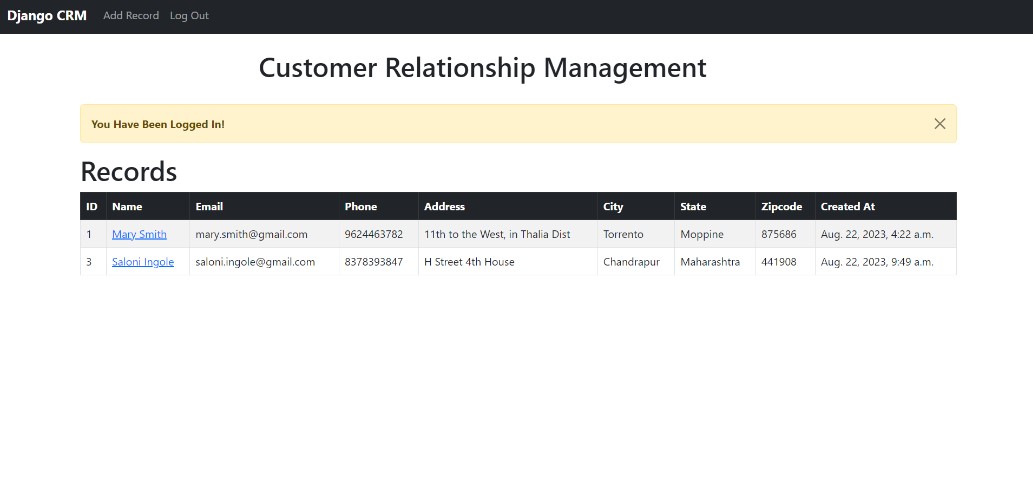 Django CRM Add Record Log Out
Customer Relationship Management
You Have Been Logged In!
Records
ID Name Email Phone Address City State Zipcode Created At
1 Mary Smith mary.smith@gmail.com 9624463782 11th to the West, in Thalia Dist Torrento Moppine 875686 Aug. 22, 2023, 4:22 a.m.
3 Saloni Ingole saloni.ingole@gmail.com 8378393847 H Street 4th House Chandrapur Maharashtra 441908 Aug. 22, 2023, 9:49 a.m.